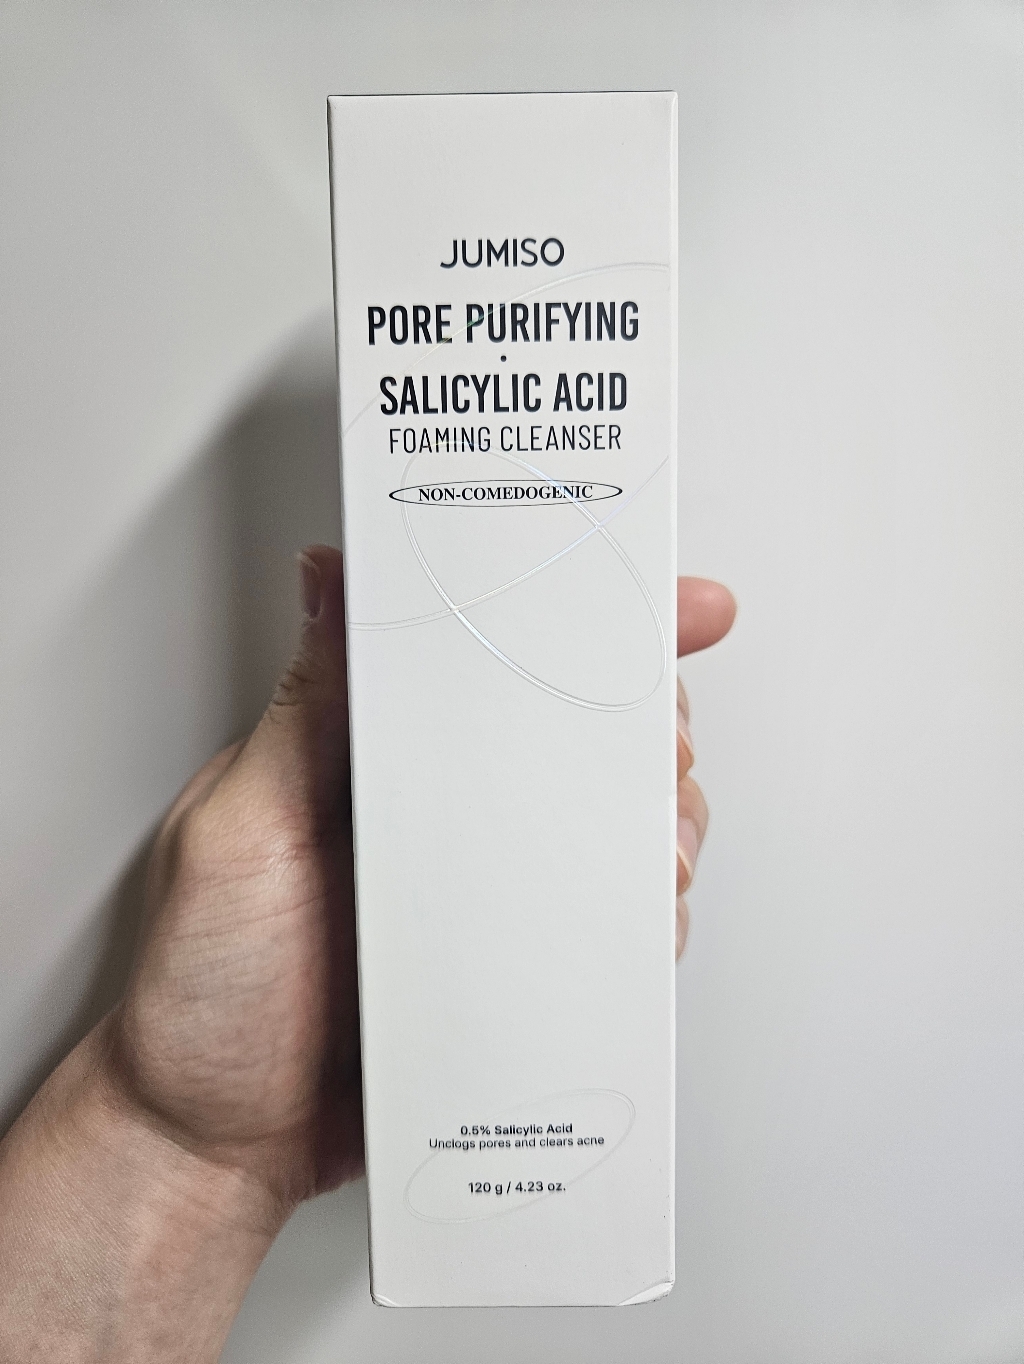 JUMISO
PORE PURIFYING
·
SALICYLIC ACID
FOAMING CLEANSER
NON-COMEDOGENIC
0.5% Salicylic Acid
Unclogs pores and clears acne
120 g / 4.23 oz.